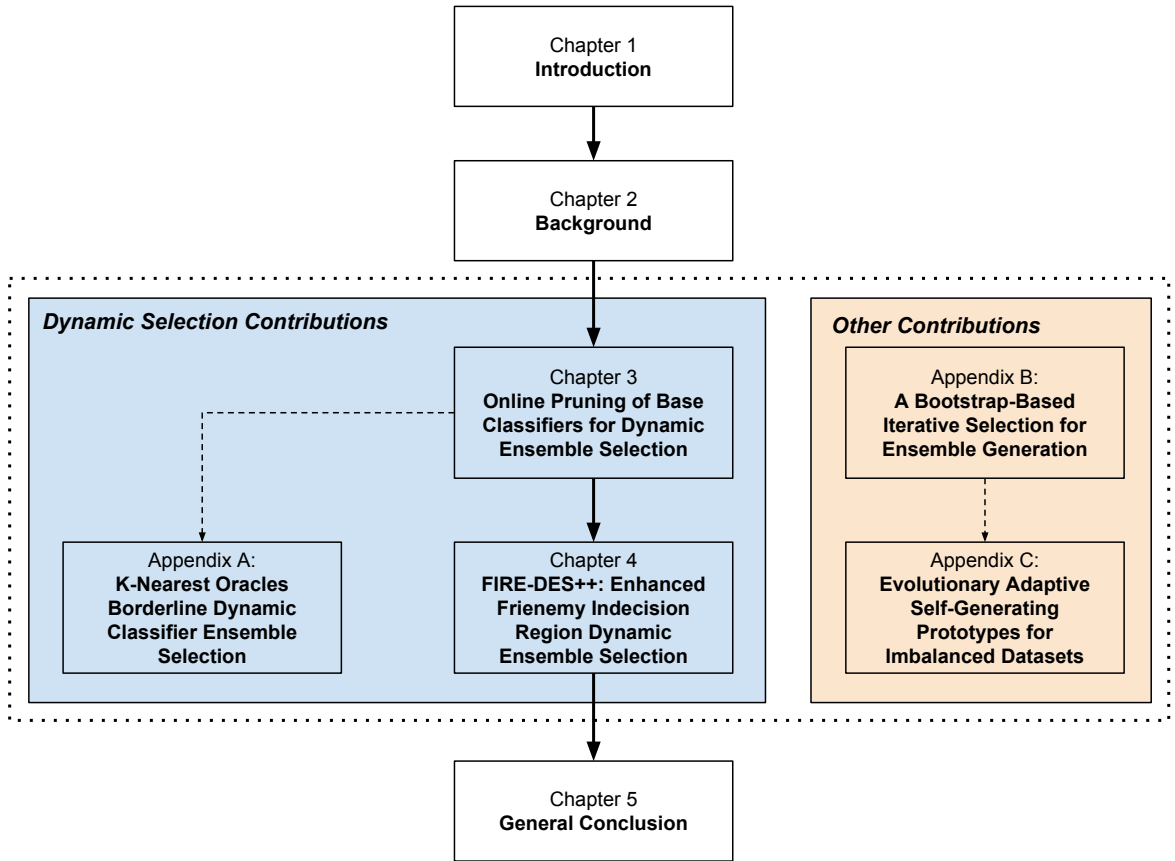 Chapter 1
Introduction
Chapter 2
Background
Dynamic Selection Contributions
Chapter 3
Online Pruning of Base
Classifiers for Dynamic
Ensemble Selection
Appendix A:
K-Nearest Oracles
Borderline Dynamic
Classifier Ensemble
Selection
Chapter 4
FIRE-DES++: Enhanced
Frienemy Indecision
Region Dynamic
Ensemble Selection
Other Contributions
Appendix B:
A Bootstrap-Based
Iterative Selection for
Ensemble Generation
Appendix C:
Evolutionary Adaptive
Self-Generating
Prototypes for
Imbalanced Datasets
Chapter 5
General Conclusion